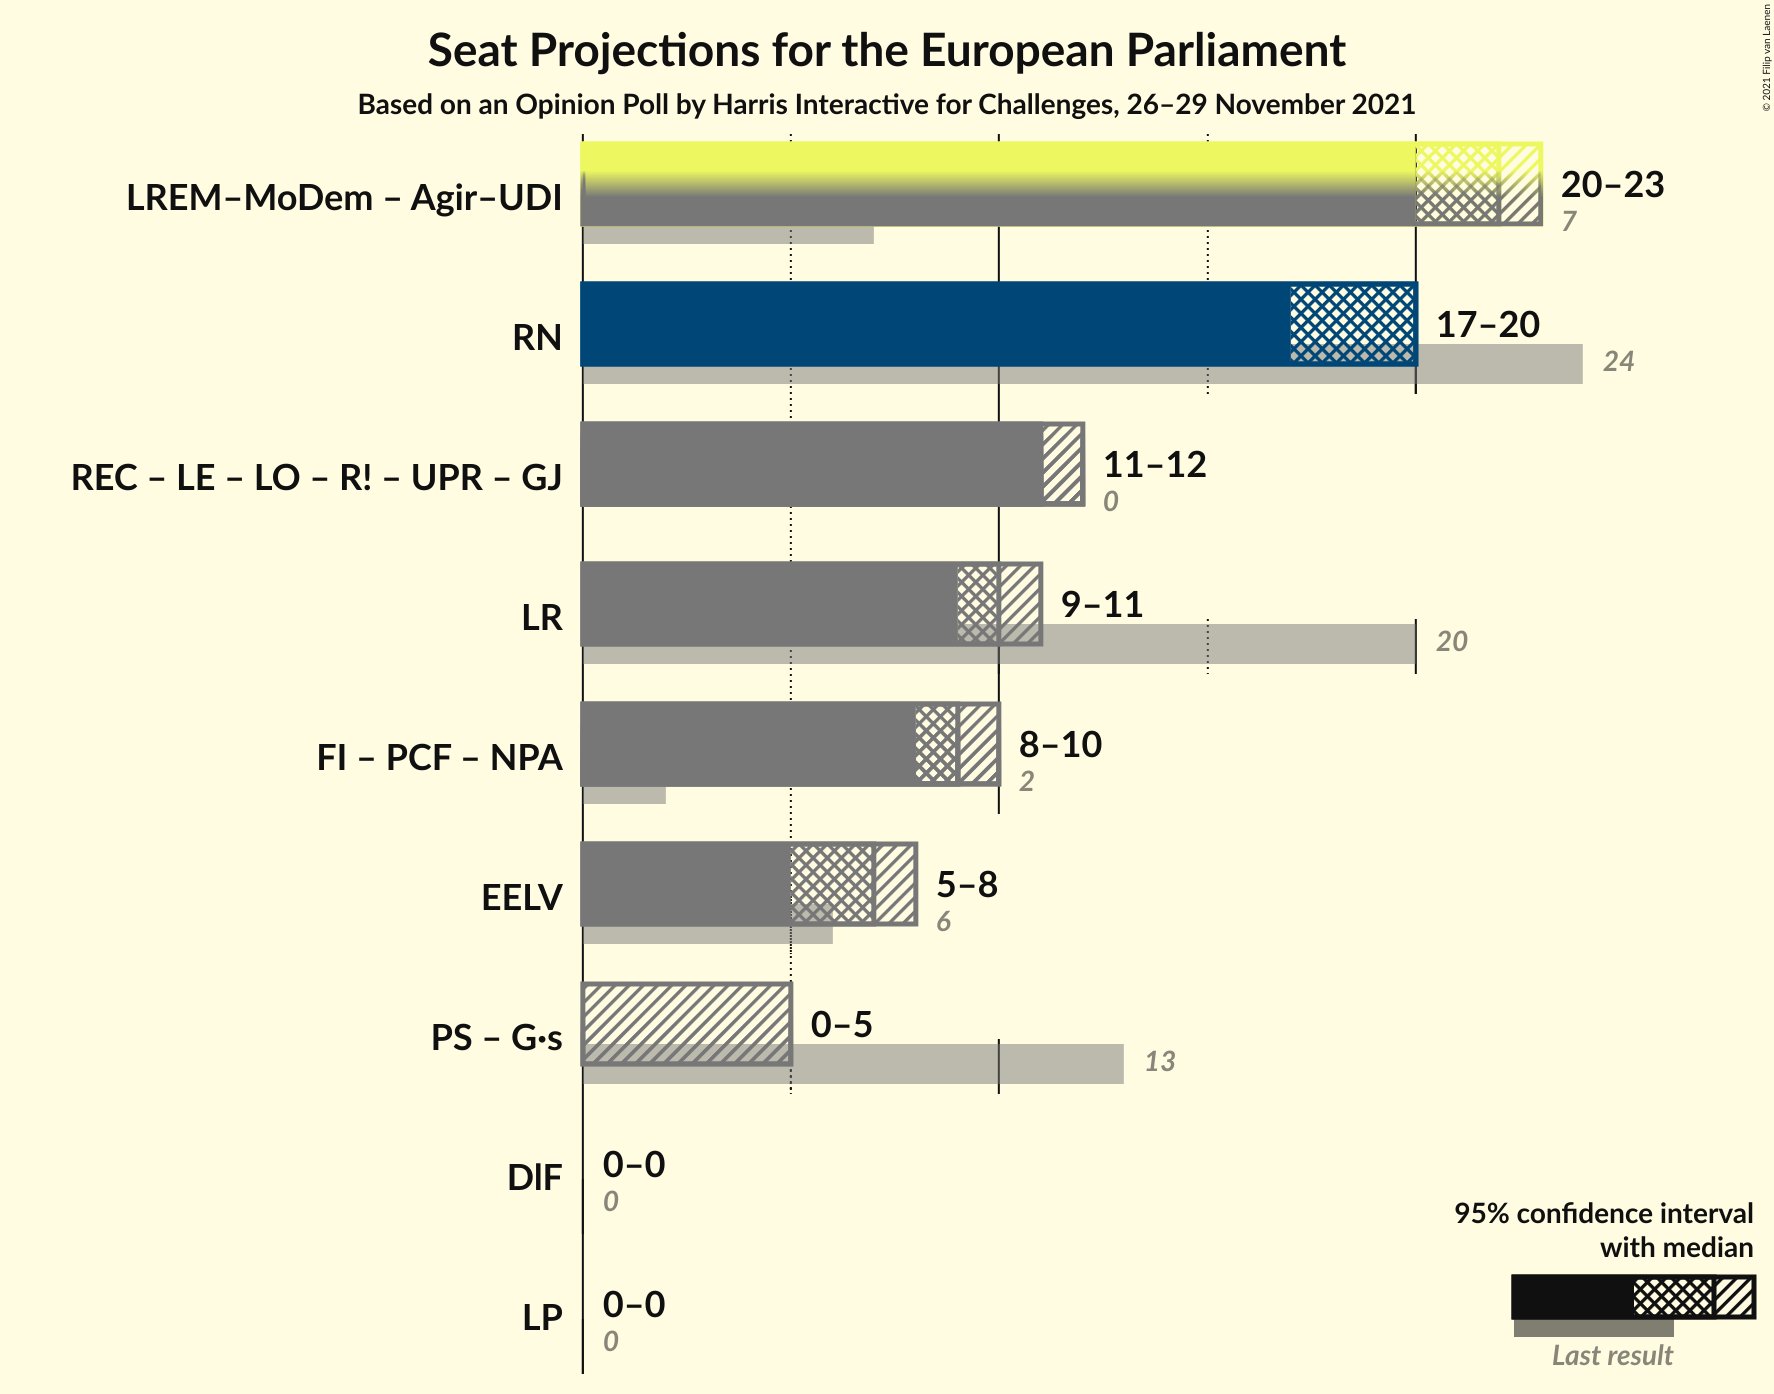 Seat Projections for the European Parliament
Based on an Opinion Poll by Harris Interactive for Challenges, 26–29 November 2021
© 2021 Filip van Laenen
LREM–MoDem – Agir–UDI
20–23
7
RN
17–20
24
REC – LE – LO – R! – UPR – GJ
11–12
0
LR
9–11
20
FI – PCF – NPA
8–10
2
EELV
5–8
6
PS – G·s
0–5
13
DIF
0–0
0
LP
0–0
0
95% confidence interval
with median
Last result